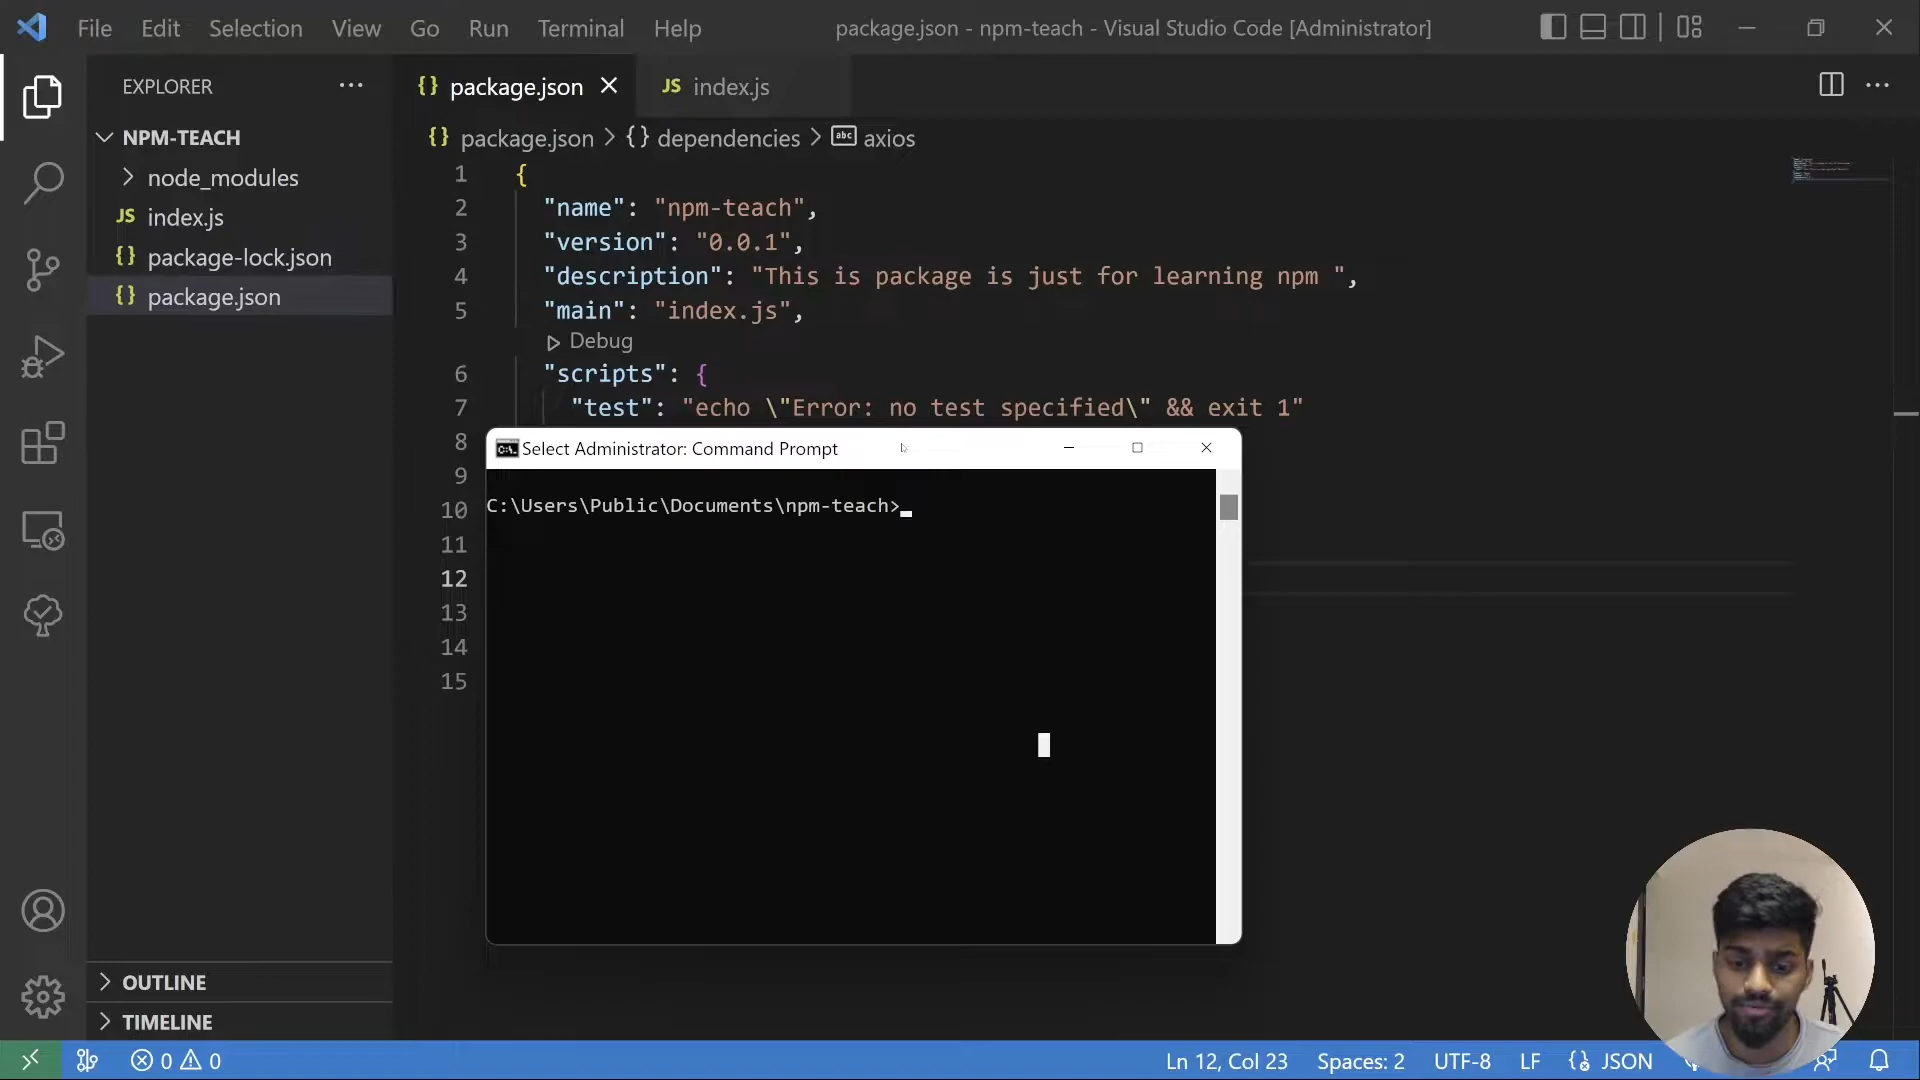 File Edit Selection View Go Run Terminal Help
package.json - npm-teach - Visual Studio Code [Administrator]
EXPLORER
NPM-TEACH
node_modules
JS index.js
{} package-lock.json
{} package.json
OUTLINE
TIMELINE
{} package.json
JS index.js
{} package.json > {} dependencies > abc axios
1 {
2 "name": "npm-teach",
3 "version": "0.0.1",
4 "description": "This is package is just for learning npm ",
5 "main": "index.js",
Debug
6 "scripts": {
7 "test": "echo \"Error: no test specified\" && exit 1"
8
9
10
11
12
13
14
15
C:\. Select Administrator: Command Prompt
C:\Users\Public\Documents\npm-teach>
0 0
Ln 12, Col 23 Spaces: 2 UTF-8 LF {} JSON